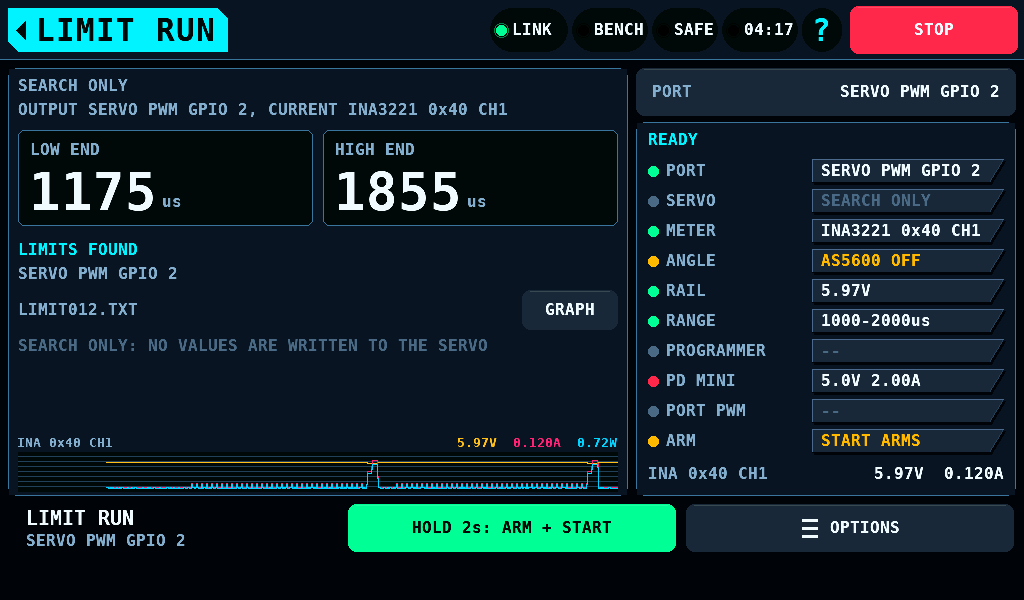 LIMIT RUN
LINK
BENCH
SAFE
04:17
?
STOP
SEARCH ONLY
OUTPUT SERVO PWM GPIO 2, CURRENT INA3221 0x40 CH1
LOW END
1175 us
HIGH END
1855 us
LIMITS FOUND
SERVO PWM GPIO 2
LIMIT012.TXT
GRAPH
SEARCH ONLY: NO VALUES ARE WRITTEN TO THE SERVO
INA 0x40 CH1 5.97V 0.120A 0.72W
PORT SERVO PWM GPIO 2
READY
PORT SERVO PWM GPIO 2
SERVO SEARCH ONLY
METER INA3221 0x40 CH1
ANGLE AS5600 OFF
RAIL 5.97V
RANGE 1000-2000us
PROGRAMMER --
PD MINI 5.0V 2.00A
PORT PWM --
ARM START ARMS
INA 0x40 CH1 5.97V 0.120A
LIMIT RUN
SERVO PWM GPIO 2
HOLD 2s: ARM + START
OPTIONS